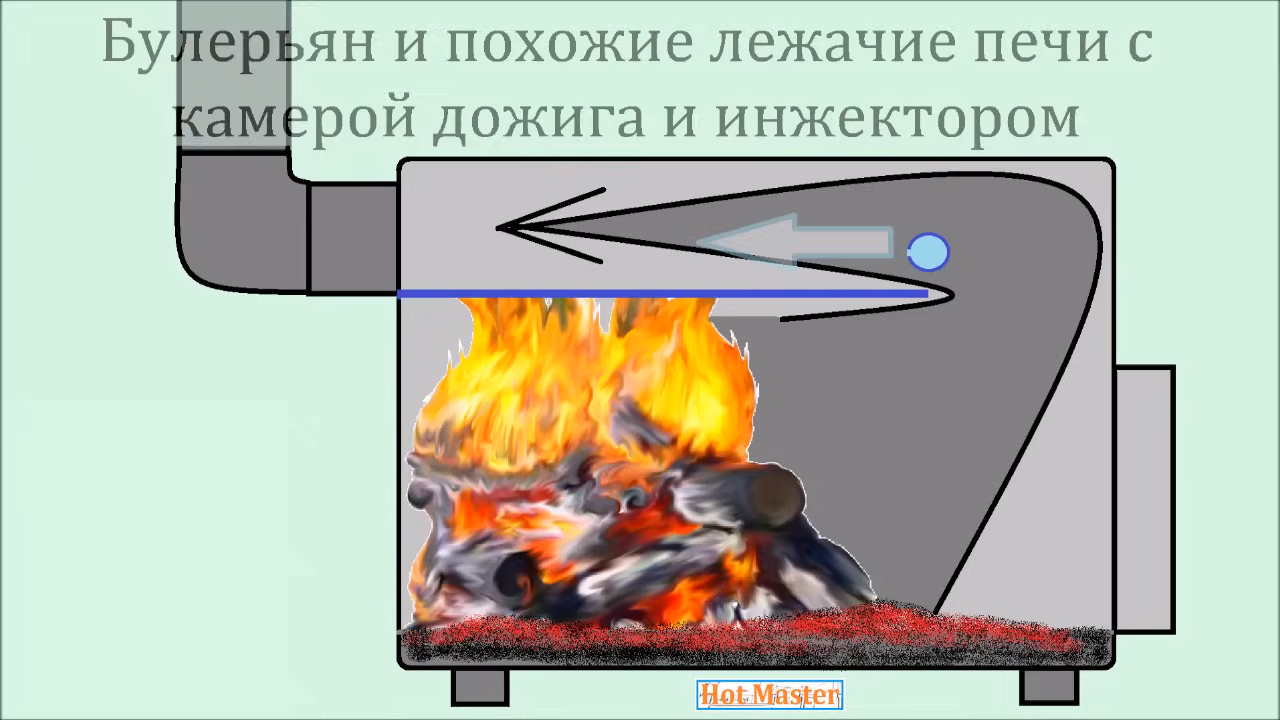 Булерьян и похожие лежачие печи с
камерой дожига и инжектором
Hot Master